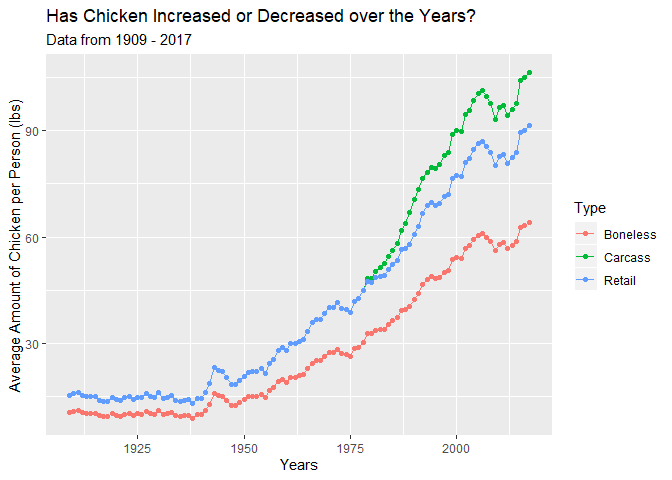 Has Chicken Increased or Decreased over the Years?
Data from 1909 - 2017
Average Amount of Chicken per Person (lbs)
90
60
30
1925
1950
1975
2000
Years
Type
Boneless
Carcass
Retail